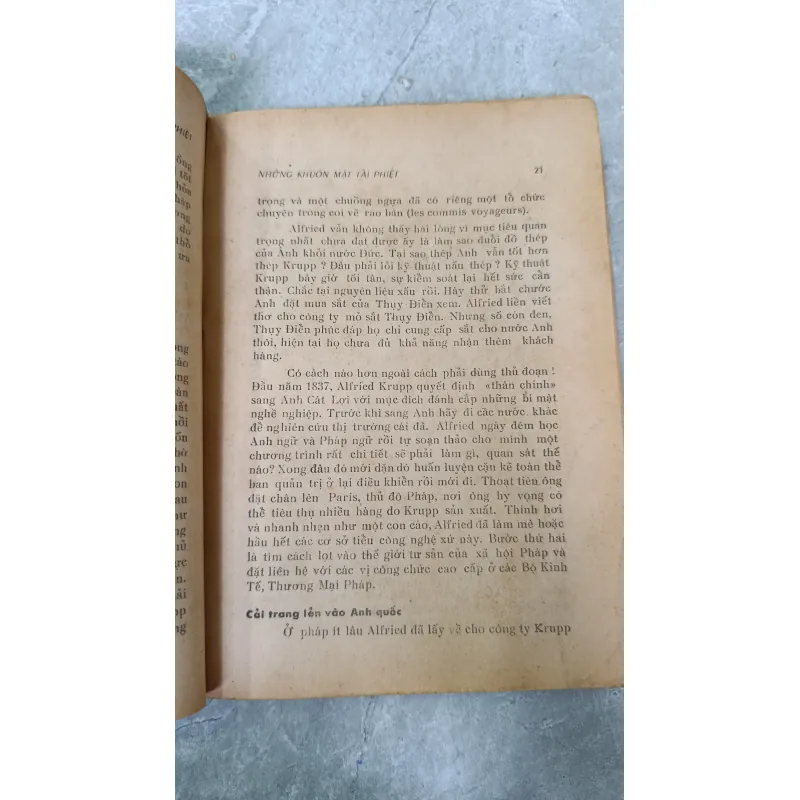 PHIỆT
NHỮNG KHUÔN MẶT TÀI PHIỆT 21
trọng và một chuồng ngựa đã có riêng một tổ chức
chuyên trông coi về rao bán (les commis voyageurs).
Alfried vẫn không thấy hài lòng vì mục tiêu quan
trọng nhất chưa đạt được ấy là làm sao đuổi đồ thép
của Anh khỏi nước Đức. Tại sao thép Anh vẫn tốt hơn
thép Krupp ? Đâu phải lỗi kỹ thuật nấu thép ? Kỹ thuật
Krupp bây giờ tối tân, sự kiểm soát lại hết sức cẩn
thận. Chắc tại nguyên liệu xấu rồi. Hãy thử bắt chước
Anh đặt mua sắt của Thụy Điển xem. Alfried liền viết
thơ cho công ty mỏ sắt Thụy Điển. Nhưng số còn đen,
Thụy Điển phúc đáp họ chỉ cung cấp sắt cho nước Anh
thôi, hiện tại họ chưa đủ khả năng nhận thêm khách
hàng.
Có cách nào hơn ngoài cách phải dùng thủ đoạn !
Đầu năm 1837, Alfried Krupp quyết định «thân chinh»
sang Anh Cát Lợi với mục đích đánh cắp những bí mật
nghề nghiệp. Trước khi sang Anh hãy đi các nước khác
để nghiên cứu thị trường cái đã. Alfried ngày đêm học
Anh ngữ và Pháp ngữ rồi tự soạn thảo cho mình một
chương trình rất chi tiết sẽ phải làm gì, quan sát thế
nào? Xong đâu đó mới dặn dò huấn luyện cặn kẽ toàn thể
ban quản trị ở lại điều khiển rồi mới đi. Thoạt tiên ông
đặt chân lên Paris, thủ đô Pháp, nơi ông hy vọng có
thể tiêu thụ nhiều hàng do Krupp sản xuất. Thính hơi
và nhanh nhẹn như một con cáo, Alfried đã làm mê hoặc
hầu hết các cơ sở tiểu công nghệ xứ này. Bước thứ hai
là tìm cách lọt vào thế giới tư sản của xã hội Pháp và
đặt liên hệ với các vị công chức cao cấp ở các Bộ Kinh
Tế, Thương Mại Pháp.
Cải trang lẻn vào Anh quốc
Ở pháp ít lâu Alfried đã lấy về cho công ty Krupp